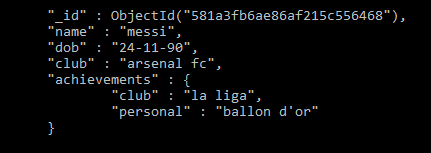 "_id" : ObjectId("581a3fb6ae86af215c556468"),
"name" : "messi",
"dob" : "24-11-90",
"club" : "arsenal fc",
"achievements" : {
"club" : "la liga",
"personal" : "ballon d'or"
}